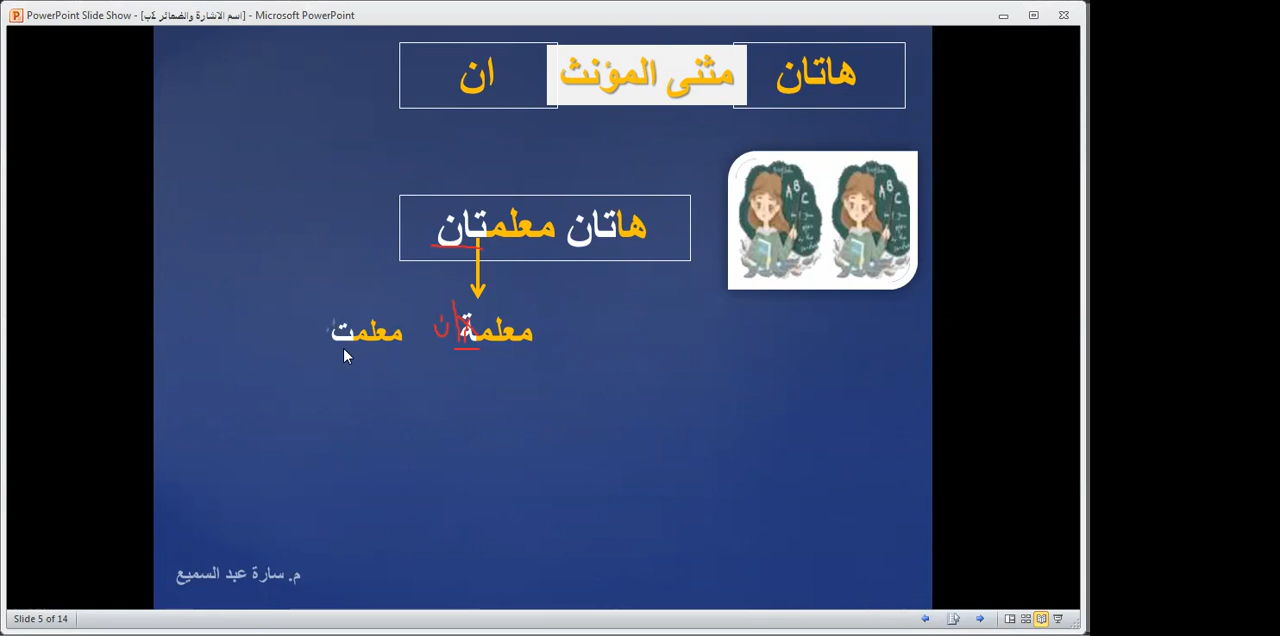 PowerPoint Slide Show - [اسم الاشارة والضمائر ٤ب] - Microsoft PowerPoint
هاتان مثنى المؤنث ان
هاتان معلمتان
معلمة ان معلمت
م. سارة عبد السميع
Slide 5 of 14